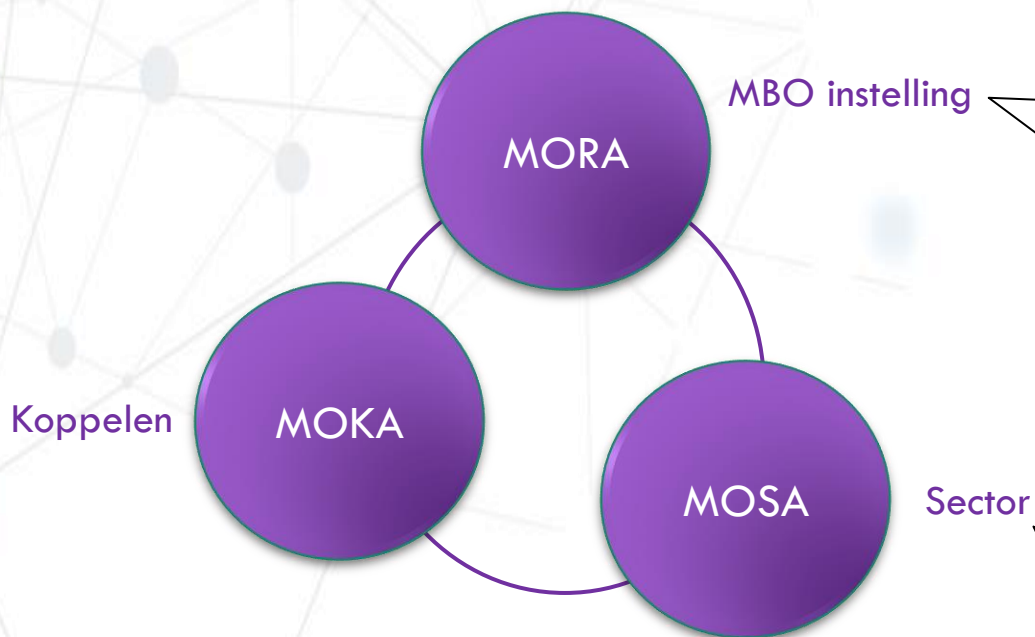 MORA
MBO instelling
Koppelen
MOKA
MOSA
Sector